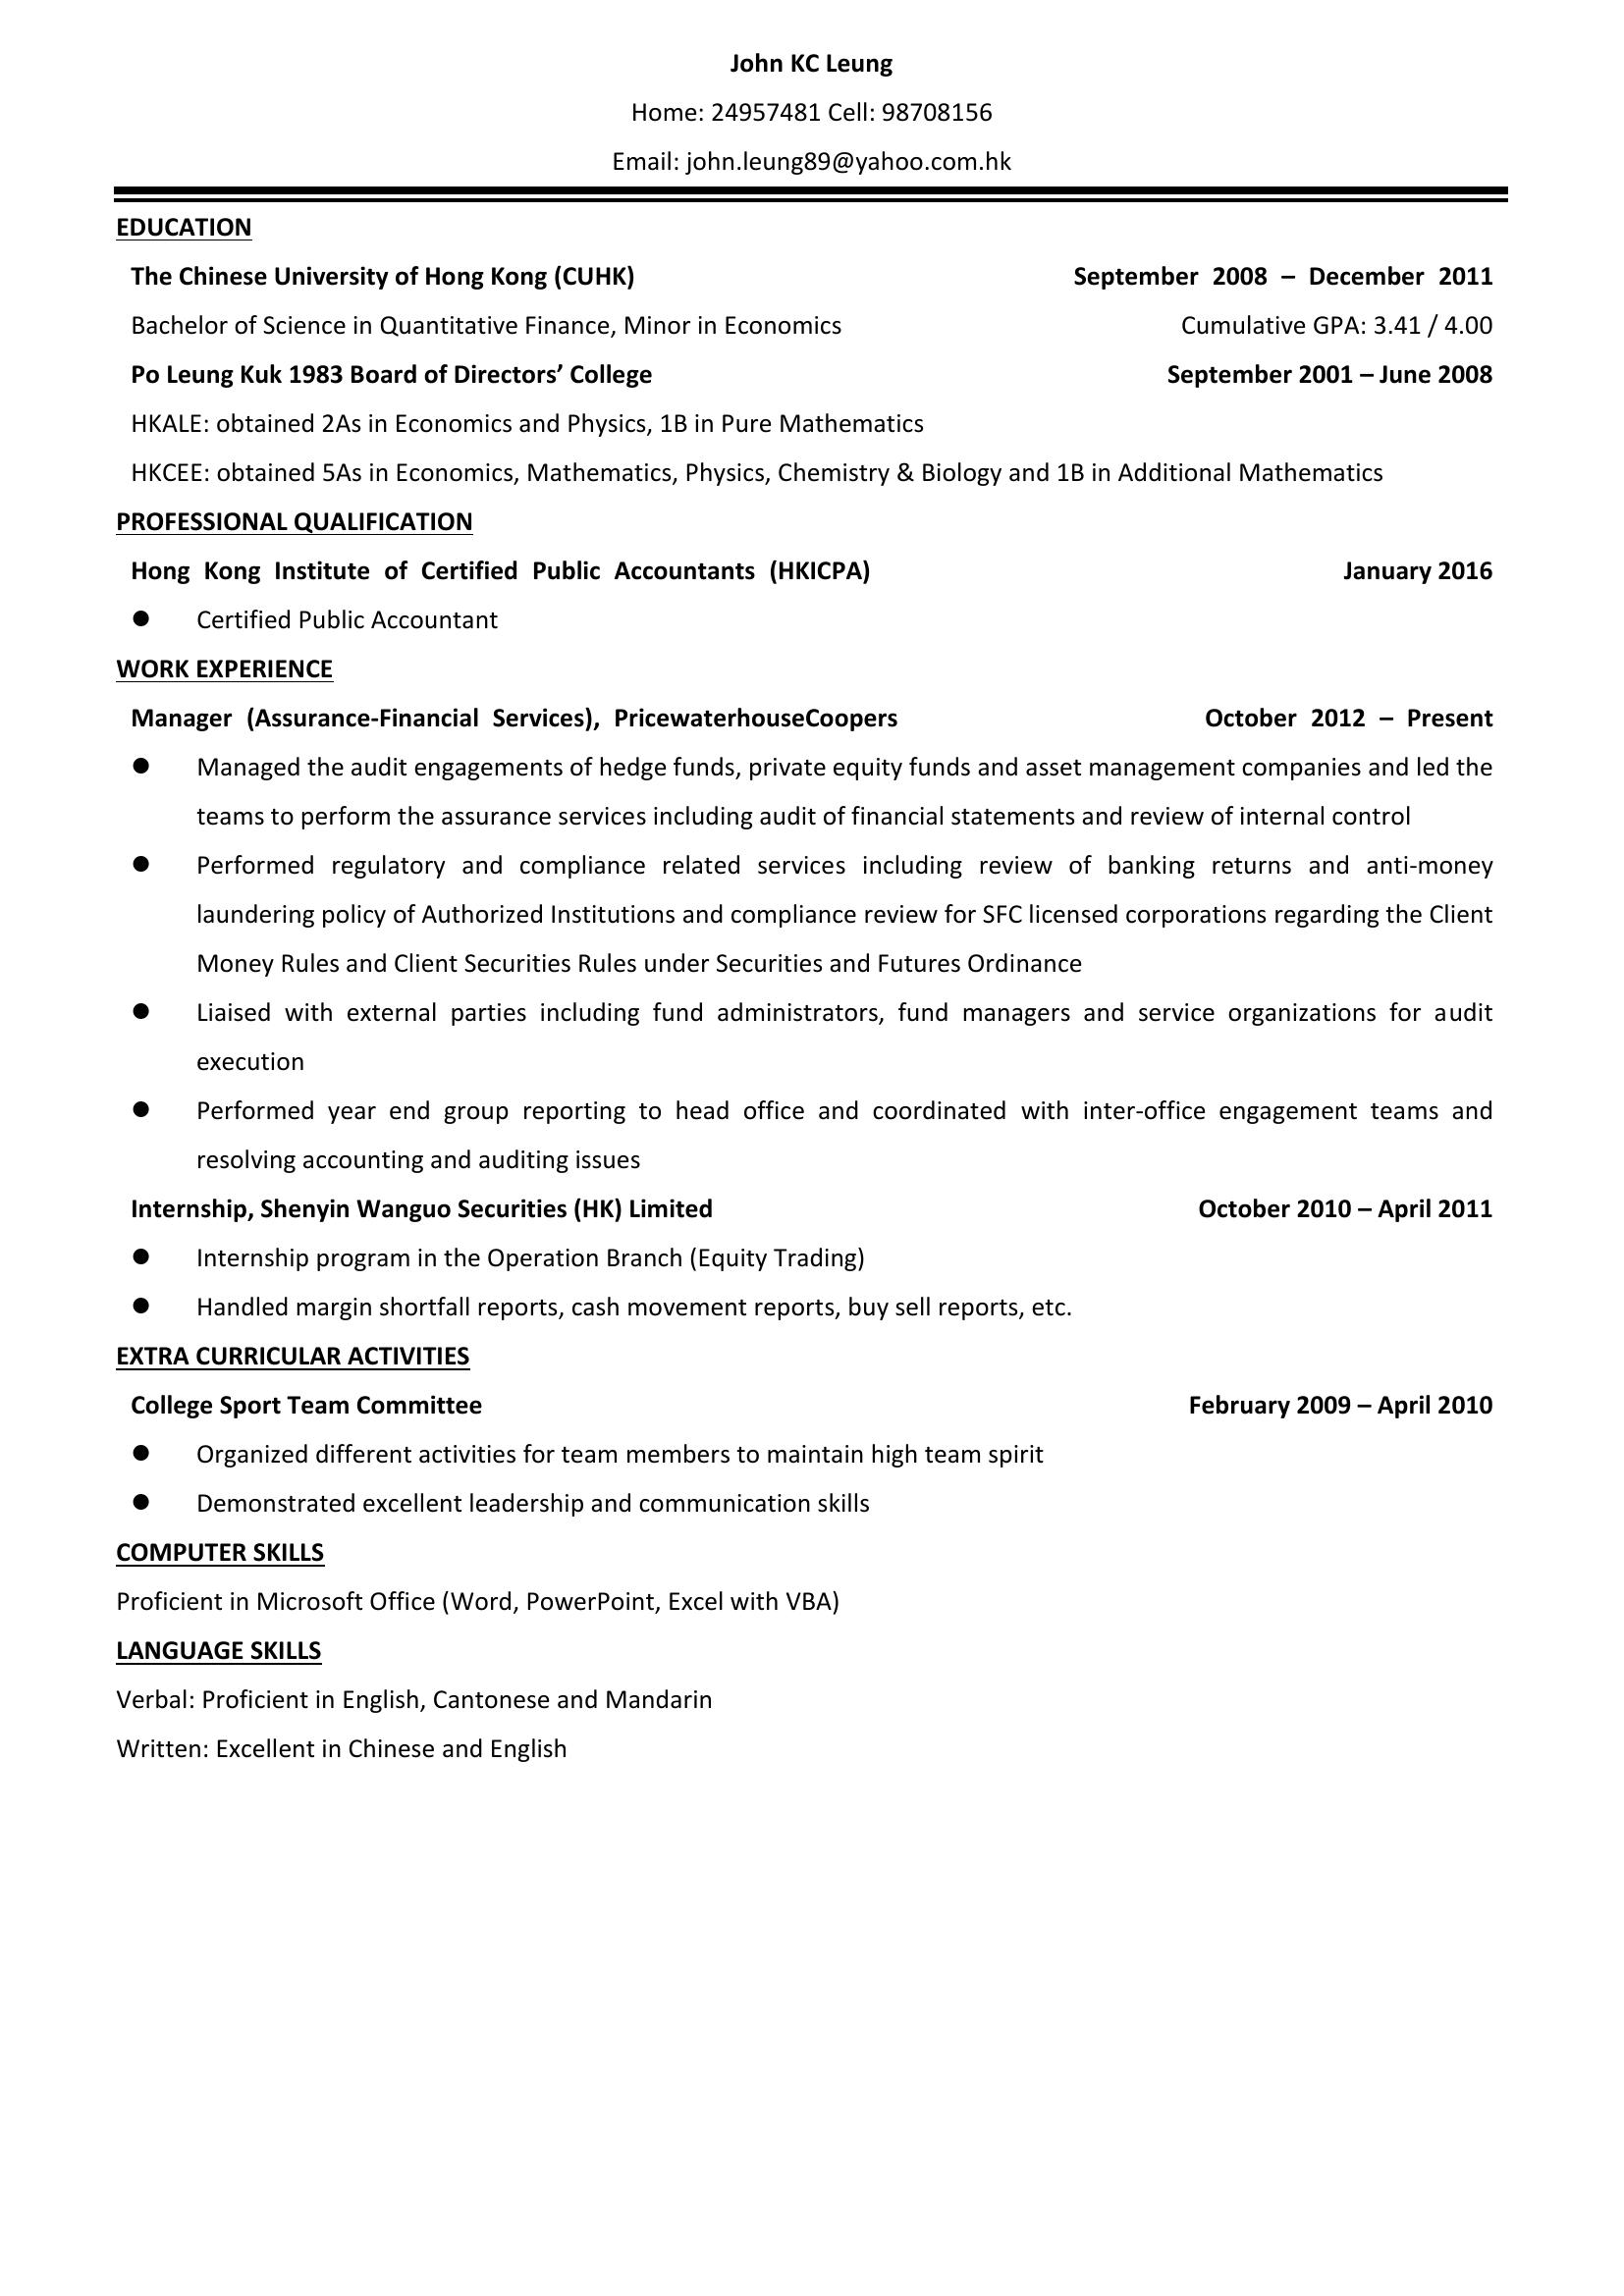 John KC Leung
Home: 24957481 Cell: 98708156
Email: john.leung89@yahoo.com.hk
EDUCATION
The Chinese University of Hong Kong (CUHK) September 2008 – December 2011
Bachelor of Science in Quantitative Finance, Minor in Economics Cumulative GPA: 3.41 / 4.00
Po Leung Kuk 1983 Board of Directors’ College September 2001 – June 2008
HKALE: obtained 2As in Economics and Physics, 1B in Pure Mathematics
HKCEE: obtained 5As in Economics, Mathematics, Physics, Chemistry & Biology and 1B in Additional Mathematics
PROFESSIONAL QUALIFICATION
Hong Kong Institute of Certified Public Accountants (HKICPA) January 2016
● Certified Public Accountant
WORK EXPERIENCE
Manager (Assurance-Financial Services), PricewaterhouseCoopers October 2012 – Present
● Managed the audit engagements of hedge funds, private equity funds and asset management companies and led the
teams to perform the assurance services including audit of financial statements and review of internal control
● Performed regulatory and compliance related services including review of banking returns and anti-money
laundering policy of Authorized Institutions and compliance review for SFC licensed corporations regarding the Client
Money Rules and Client Securities Rules under Securities and Futures Ordinance
● Liaised with external parties including fund administrators, fund managers and service organizations for audit
execution
● Performed year end group reporting to head office and coordinated with inter-office engagement teams and
resolving accounting and auditing issues
Internship, Shenyin Wanguo Securities (HK) Limited October 2010 – April 2011
● Internship program in the Operation Branch (Equity Trading)
● Handled margin shortfall reports, cash movement reports, buy sell reports, etc.
EXTRA CURRICULAR ACTIVITIES
College Sport Team Committee February 2009 – April 2010
● Organized different activities for team members to maintain high team spirit
● Demonstrated excellent leadership and communication skills
COMPUTER SKILLS
Proficient in Microsoft Office (Word, PowerPoint, Excel with VBA)
LANGUAGE SKILLS
Verbal: Proficient in English, Cantonese and Mandarin
Written: Excellent in Chinese and English